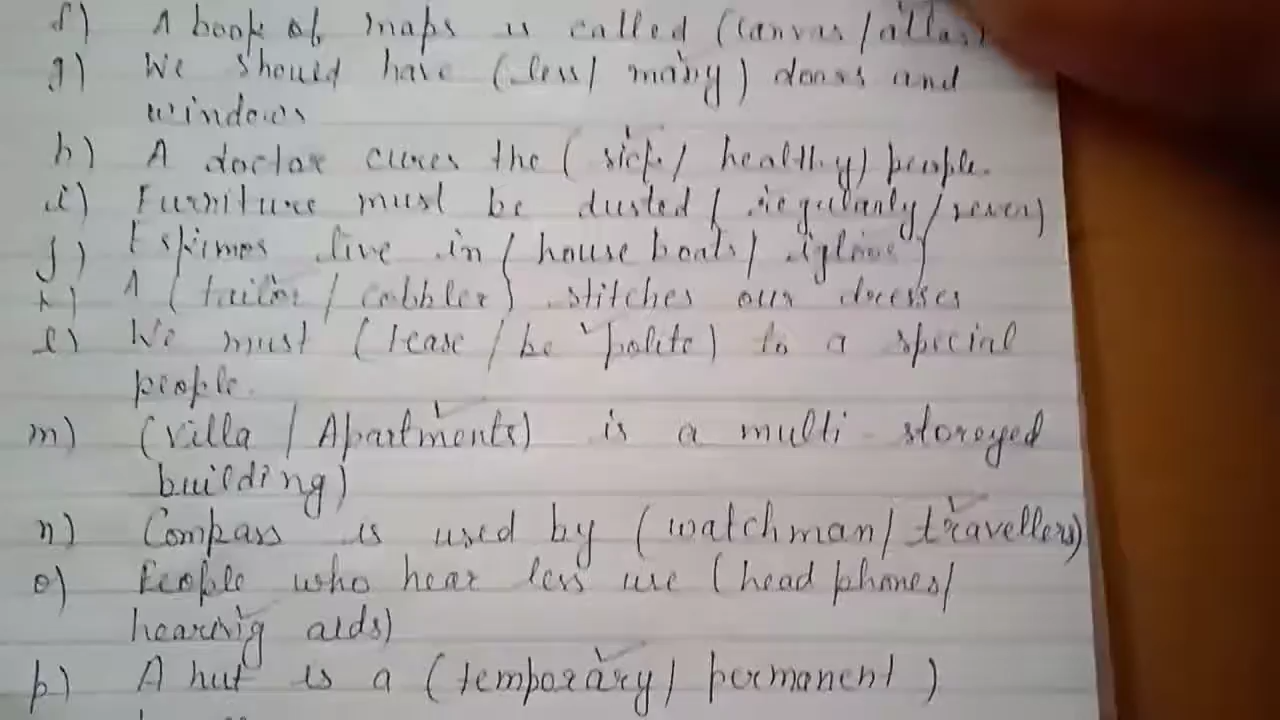 f) A book of maps is called (canvas/atlas
g) We should have (less/ many) doors and
windows
h) A doctor cures the (sick/ healthy) people.
i) Furniture must be dusted ( regularly/never)
j) Eskimos live in (house boats/ igloos)
k) A (tailor / cobbler) stitches our dresses
l) We must (tease /be polite) to a special
people.
m) (Villa / Apartments) is a multi-storeyed
building)
n) Compass is used by (watchman/travellers)
o) People who hear less use (head phones/
hearing aids)
p) A hut is a (temporary/ permanent)